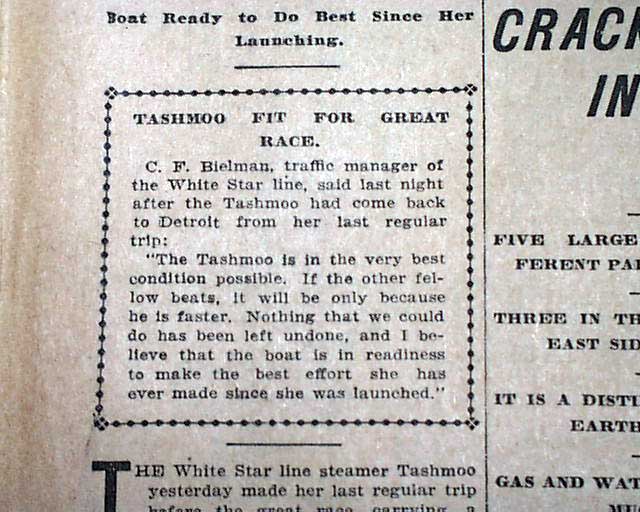 Boat Ready to Do Best Since Her
Launching.
TASHMOO FIT FOR GREAT
RACE.
C. F. Bielman, traffic manager of
the White Star line, said last night
after the Tashmoo had come back
to Detroit from her last regular
trip:
"The Tashmoo is in the very best
condition possible. If the other fel-
low beats, it will be only because
he is faster. Nothing that we could
do has been left undone, and I be-
lieve that the boat is in readiness
to make the best effort she has
ever made since she was launched."
THE White Star line steamer Tashmoo
yesterday made her last regular trip
before the great race, carrying a
CRACK
IN
FIVE LARGE
FERENT PA
THREE IN TH
EAST SID
IT IS A DISTI
EARTH
GAS AND WAT